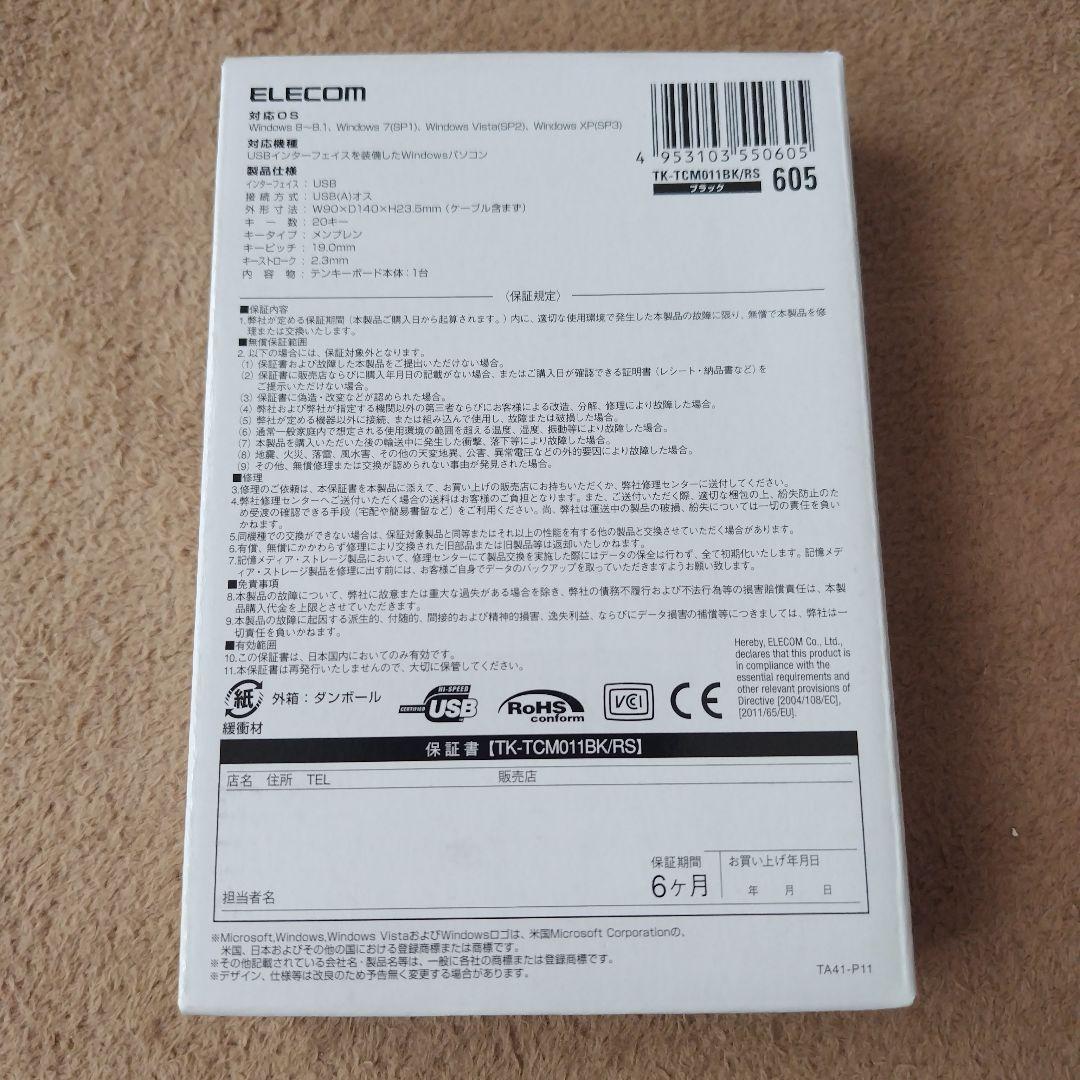 ELECOM
対応OS
Windows 8～8.1、Windows 7(SP1)、Windows Vista(SP2)、Windows XP(SP3)
対応機種
USBインターフェイスを装備したWindowsパソコン
製品仕様
インターフェイス：USB
接続方式：USB(A)オス
外形寸法：W90×D140×H23.5mm（ケーブル含まず）
キー数：20キー
キータイプ：メンブレン
キーピッチ：19.0mm
キーストローク：2.3mm
内容物：テンキーボード本体：1台
4 953103 550605
TK-TCM011BK/RS
ブラック
605
〈保証規定〉
■保証内容
1.弊社が定める保証期間（本製品ご購入日から起算されます。）内に、適切な使用環境で発生した本製品の故障に限り、無償で本製品を修
理または交換いたします。
■無償保証範囲
2.以下の場合には、保証対象外となります。
（1）保証書および故障した本製品をご提出いただけない場合。
（2）保証書に販売店ならびに購入年月日の記載がない場合、またはご購入日が確認できる証明書（レシート・納品書など）を
ご提示いただけない場合。
（3）保証書に偽造・改変などが認められた場合。
（4）弊社および弊社が指定する機関以外の第三者ならびにお客様による改造、分解、修理により故障した場合。
（5）弊社が定める機器以外に接続、または組み込んで使用し、故障または破損した場合。
（6）通常一般家庭内で想定される使用環境の範囲を超える温度、湿度、振動等により故障した場合。
（7）本製品を購入いただいた後の輸送中に発生した衝撃、落下等により故障した場合。
（8）地震、火災、落雷、風水害、その他の天変地異、公害、異常電圧などの外的要因により故障した場合。
（9）その他、無償修理または交換が認められない事由が発見された場合。
■修理
3.修理のご依頼は、本保証書を本製品に添えて、お買い上げの販売店にお持ちいただくか、弊社修理センターに送付してください。
4.弊社修理センターへご送付いただく場合の送料はお客様のご負担となります。また、ご送付いただく際、適切な梱包の上、紛失防止のた
め受渡の確認できる手段（宅配や簡易書留など）をご利用ください。尚、弊社は運送中の製品の破損、紛失については一切の責任を負い
かねます。
5.同機種での交換ができない場合は、保証対象製品と同等またはそれ以上の性能を有する他の製品と交換させていただく場合があります。
6.有償、無償にかかわらず修理により交換された旧部品または旧製品等は返却いたしかねます。
7.記憶メディア・ストレージ製品において、修理センターにて製品交換を実施した際にはデータの保全は行わず、全て初期化いたします。記憶メデ
ィア・ストレージ製品を修理に出す前には、お客様ご自身でデータのバックアップを取っていただきますようお願い致します。
■免責事項
8.本製品の故障について、弊社に故意または重大な過失がある場合を除き、弊社の債務不履行および不法行為等の損害賠償責任は、本製
品購入代金を上限とさせていただきます。
9.本製品の故障に起因する派生的、付随的、間接的および精神的損害、逸失利益、ならびにデータ損害の補償等につきましては、弊社は一
切責任を負いかねます。
■有効範囲
10.この保証書は、日本国内においてのみ有効です。
11.本保証書は再発行いたしませんので、大切に保管してください。
Hereby, ELECOM Co., Ltd.,
declares that this product is
in compliance with the
essential requirements and
other relevant provisions of
Directive [2004/108/EC],
[2011/65/EU].
紙
緩衝材
外箱：ダンボール
HI-SPEED
CERTIFIED USB
RoHS
conform
VCI
CE
保証書【TK-TCM011BK/RS】
店名 住所 TEL
販売店
担当者名
保証期間
6ヶ月
お買い上げ年月日
年 月 日
※Microsoft,Windows,Windows VistaおよびWindowsロゴは、米国Microsoft Corporationの、
米国、日本およびその他の国における登録商標または商標です。
※その他記載されている会社名・製品名等は、一般に各社の商標または登録商標です。
※デザイン、仕様等は改良のため予告無く変更する場合があります。
TA41-P11